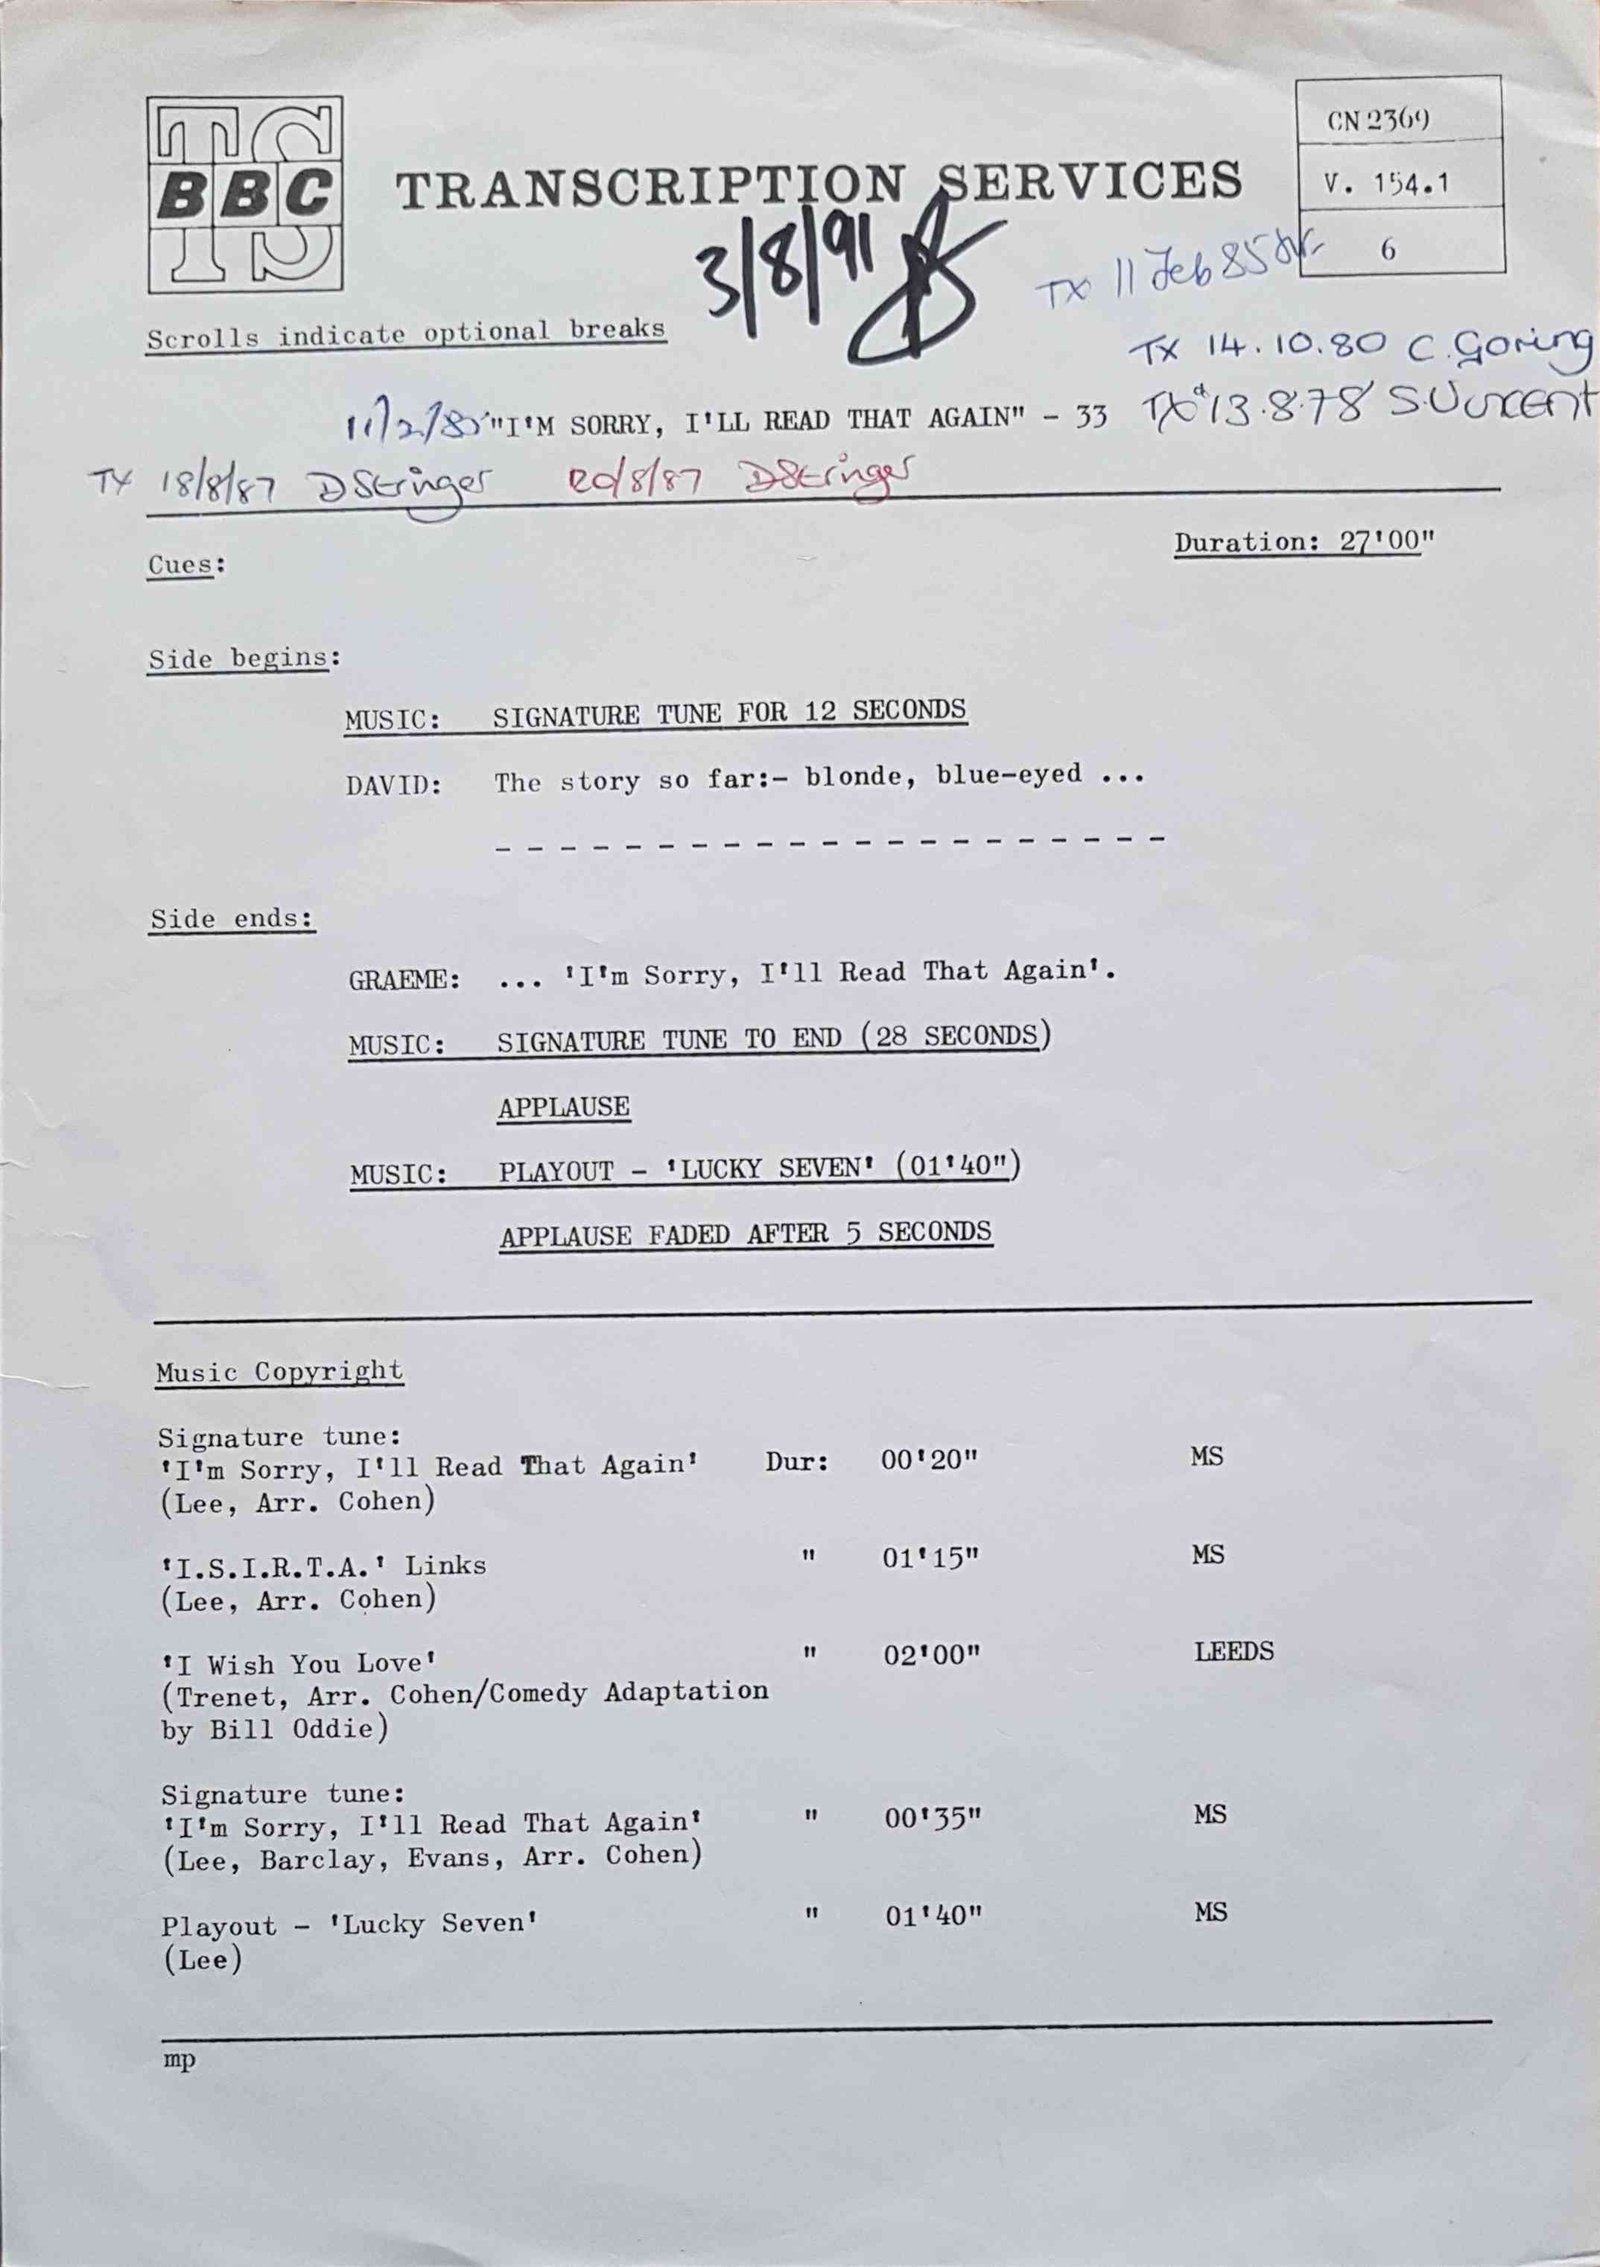 TS
BBC
TS
TRANSCRIPTION SERVICES
CN 2369
V. 154.1
6
3/8/91
TX 11 Feb 85
Scrolls indicate optional breaks
TX 14.10.80 C. Goring
11/2/85 "I'M SORRY, I'LL READ THAT AGAIN" - 33 TXd 13.8.78 S.Vincent
TX 18/8/87 DStringer 20/8/87 DStringer
Duration: 27'00"
Cues:
Side begins:
MUSIC: SIGNATURE TUNE FOR 12 SECONDS
DAVID: The story so far:- blonde, blue-eyed ...
- - - - - - - - - - - - - - - - - - - - -
Side ends:
GRAEME: ... 'I'm Sorry, I'll Read That Again'.
MUSIC: SIGNATURE TUNE TO END (28 SECONDS)
APPLAUSE
MUSIC: PLAYOUT - 'LUCKY SEVEN' (01'40")
APPLAUSE FADED AFTER 5 SECONDS
Music Copyright
Signature tune:
'I'm Sorry, I'll Read That Again' Dur: 00'20" MS
(Lee, Arr. Cohen)
'I.S.I.R.T.A.' Links " 01'15" MS
(Lee, Arr. Cohen)
'I Wish You Love' " 02'00" LEEDS
(Trenet, Arr. Cohen/Comedy Adaptation
by Bill Oddie)
Signature tune:
'I'm Sorry, I'll Read That Again' " 00'35" MS
(Lee, Barclay, Evans, Arr. Cohen)
Playout - 'Lucky Seven' " 01'40" MS
(Lee)
mp